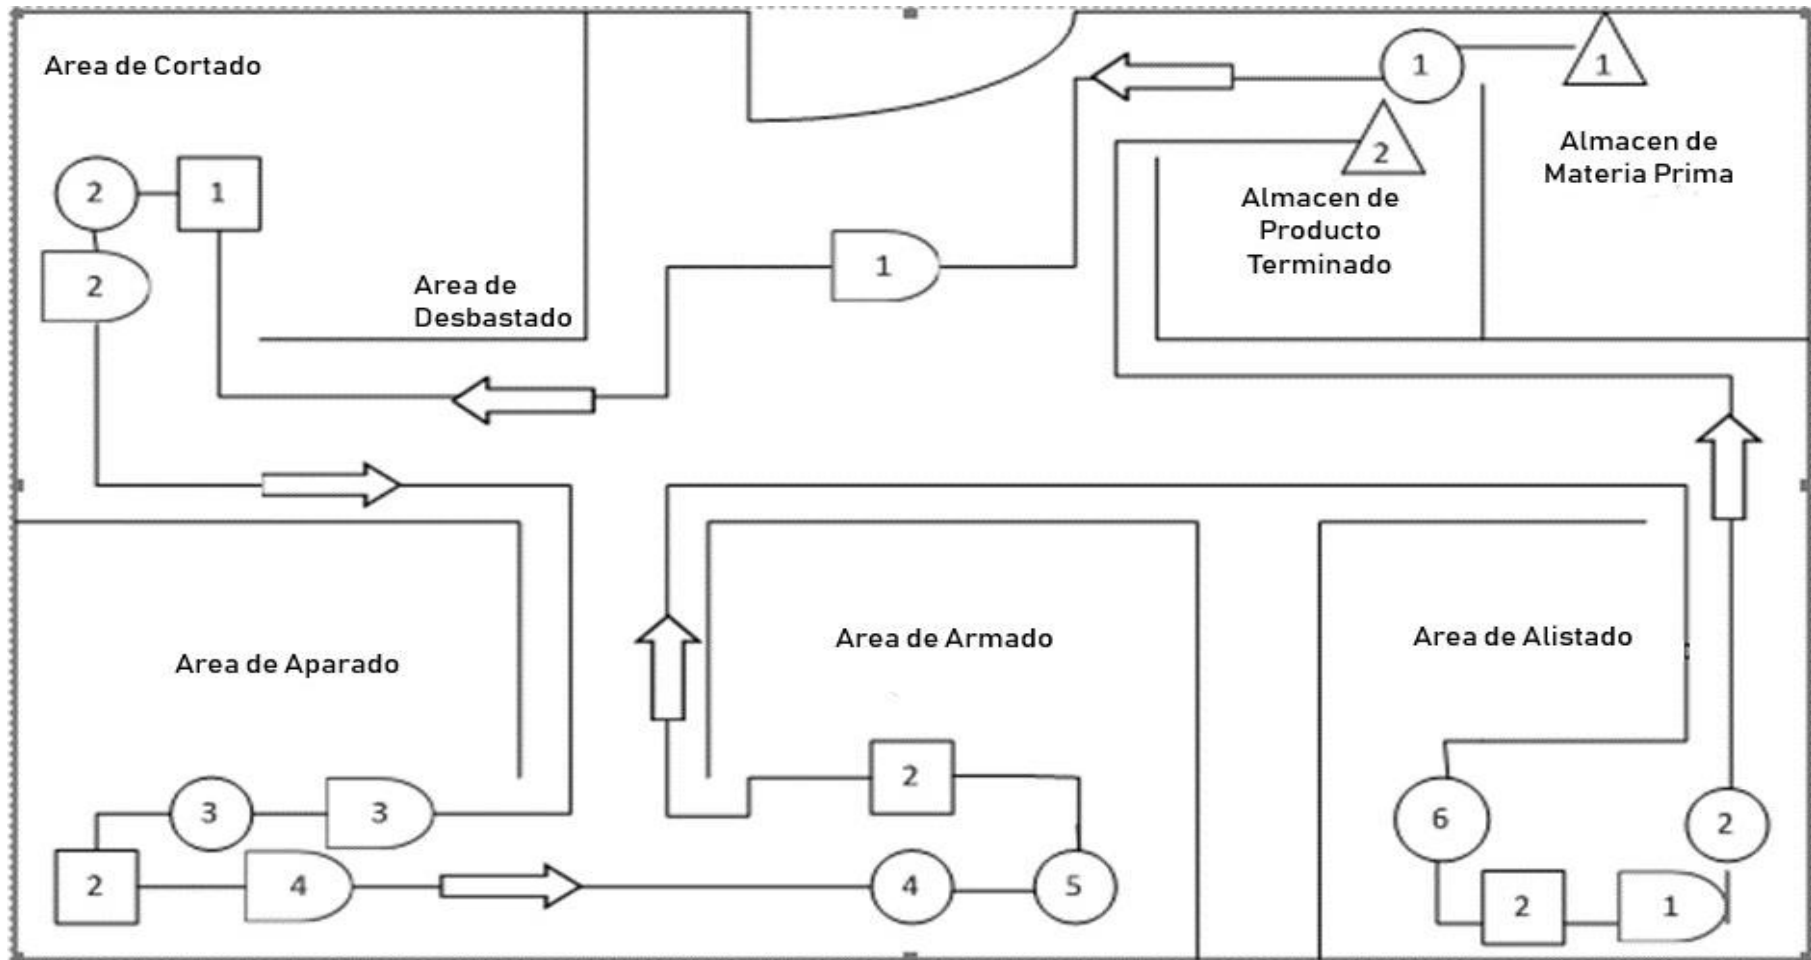 Area de Cortado
1
1
2
Almacen de
Materia Prima
Almacen de
Producto
Terminado
2
1
2
1
Area de
Desbastado
Area de Aparado
Area de Armado
Area de Alistado
3
3
2
4
2
4
5
6
2
2
1